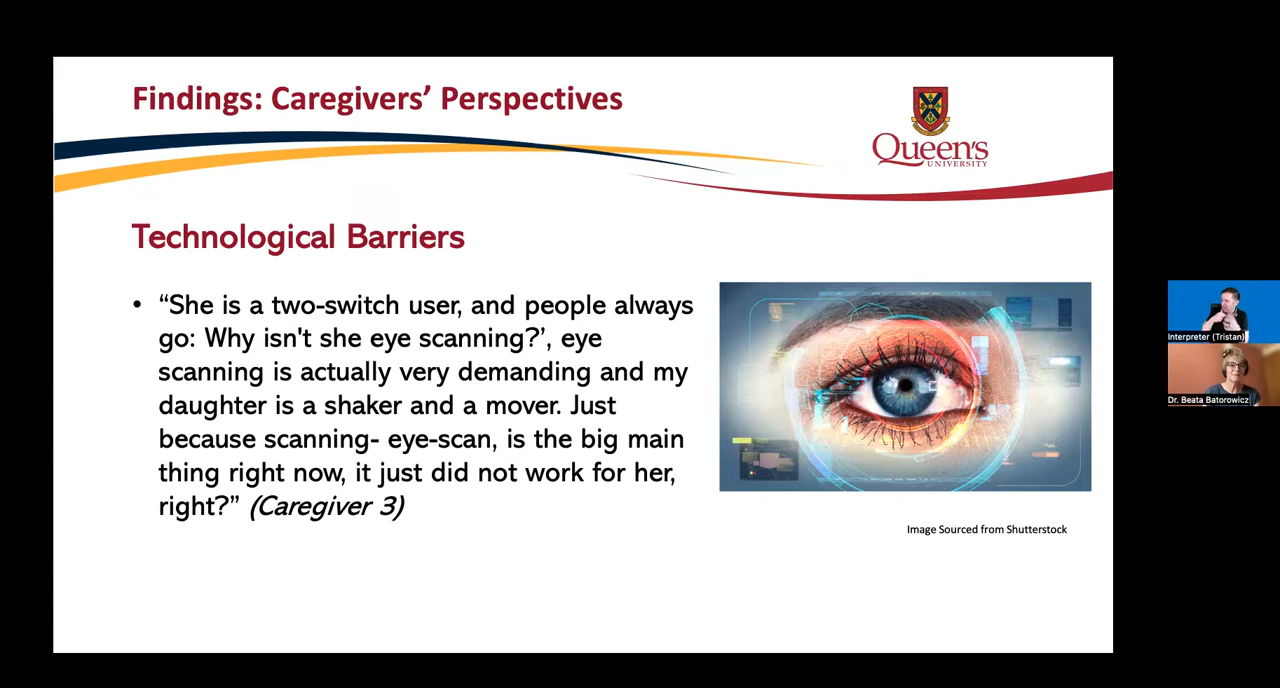 Findings: Caregivers’ Perspectives
Queen's
UNIVERSITY
Technological Barriers
• “She is a two-switch user, and people always
go: Why isn't she eye scanning?’, eye
scanning is actually very demanding and my
daughter is a shaker and a mover. Just
because scanning- eye-scan, is the big main
thing right now, it just did not work for her,
right?” (Caregiver 3)
Image Sourced from Shutterstock
Interpreter (Tristan)
Dr. Beata Batorowicz